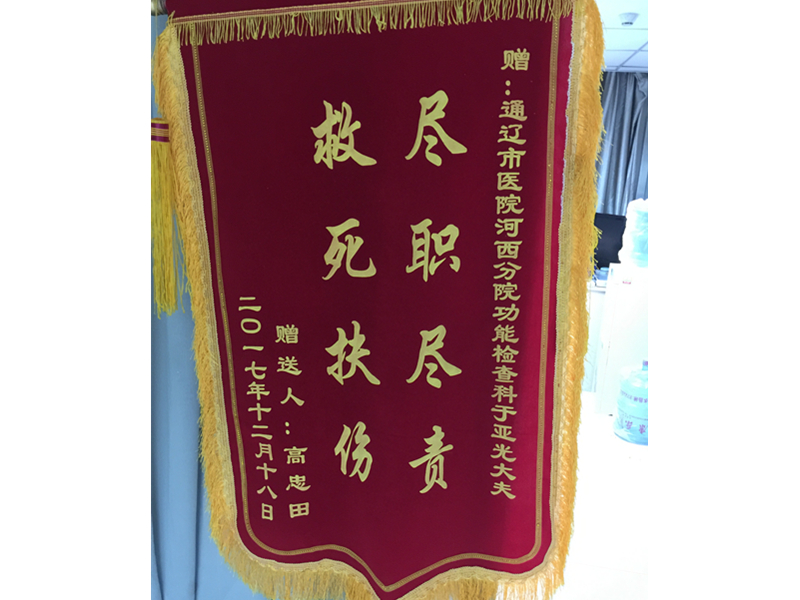 赠：通辽市医院河西分院功能检查科于亚光大夫
尽职尽责
救死扶伤
赠送人：高忠田
二〇一七年十二月十八日